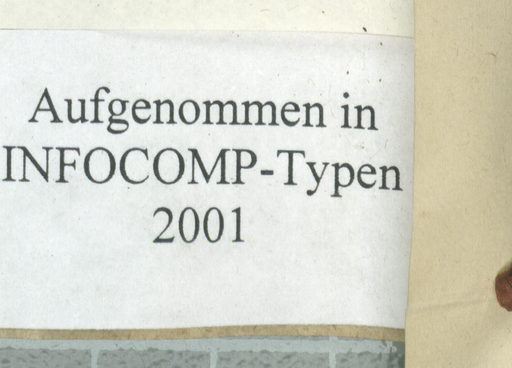 Aufgenommen in
INFOCOMP-Typen
2001